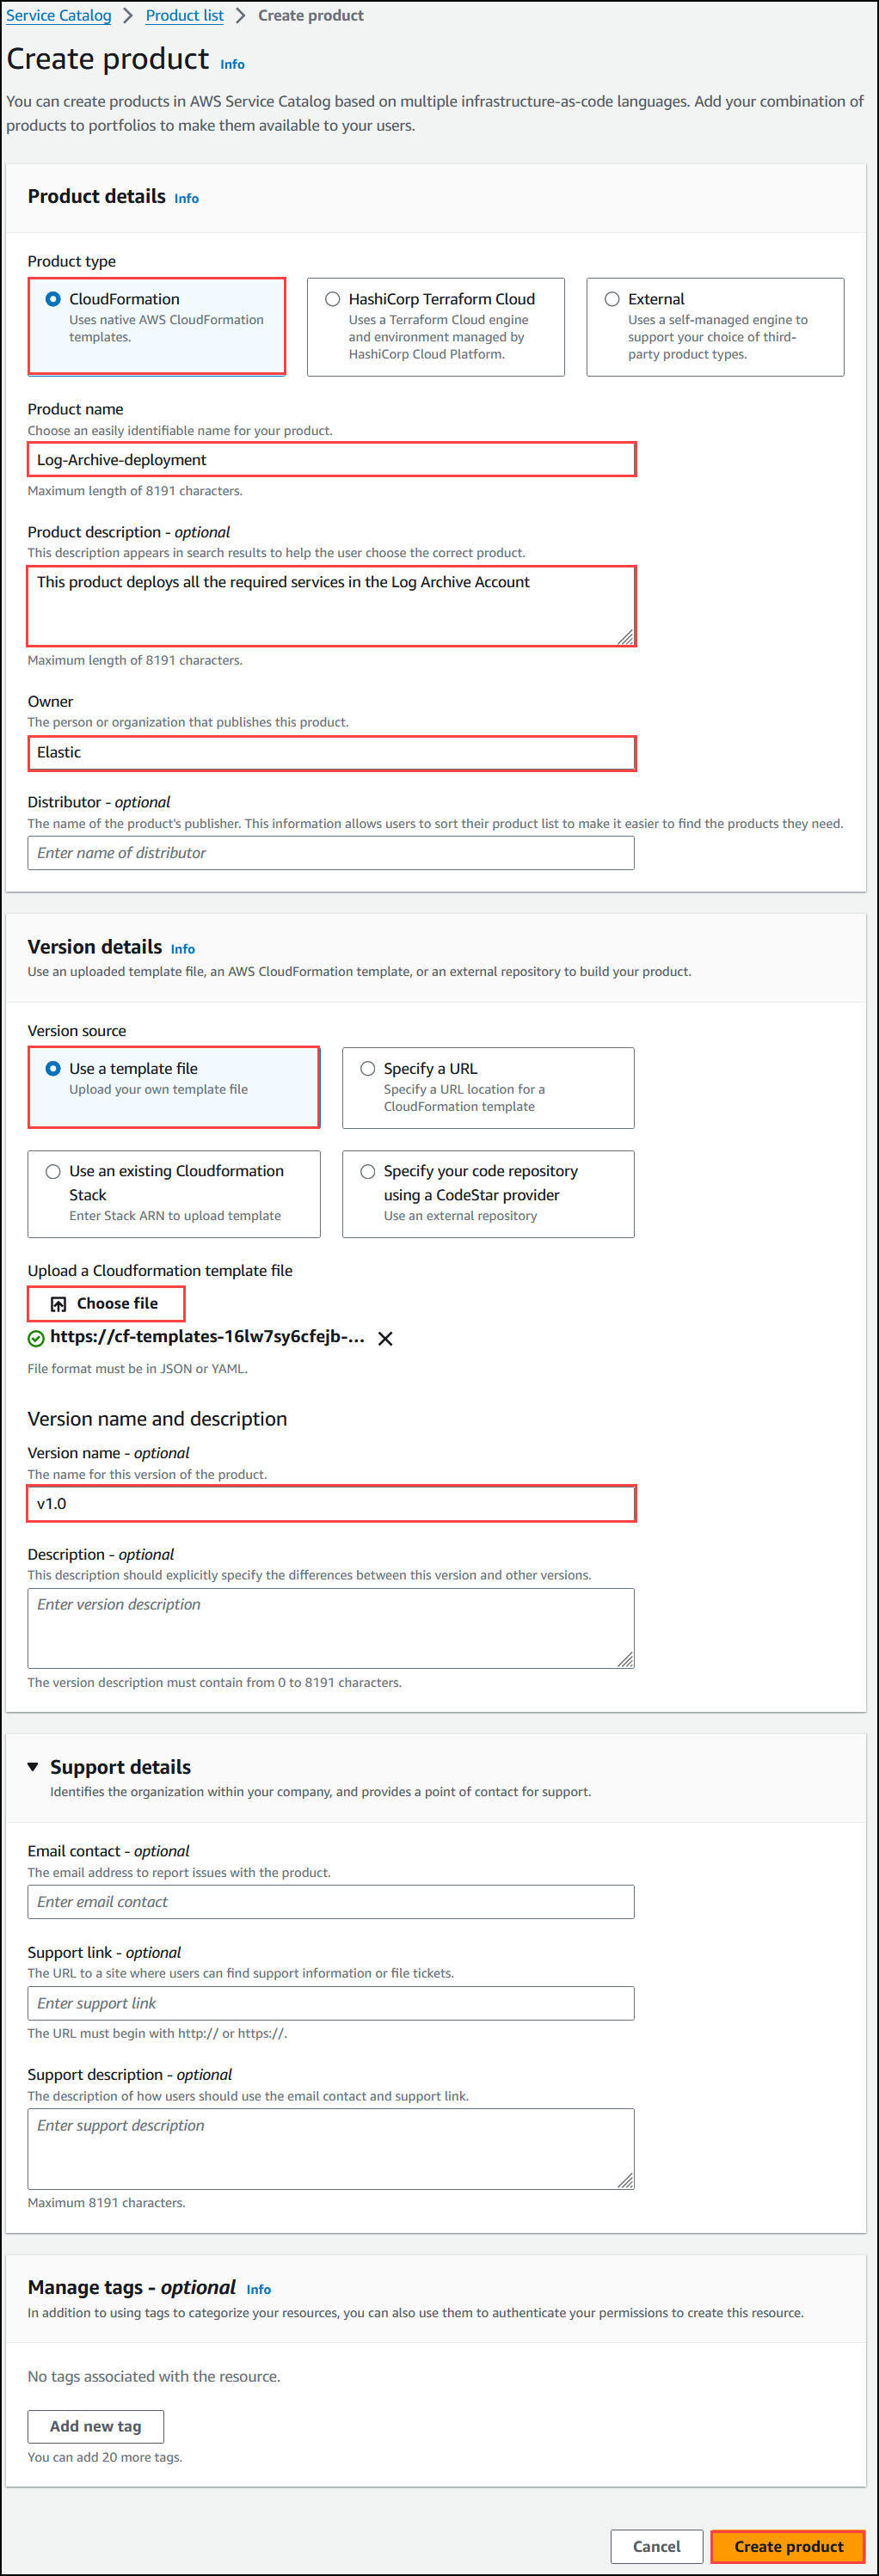 Service Catalog > Product list > Create product
Create product Info
You can create products in AWS Service Catalog based on multiple infrastructure-as-code languages. Add your combination of
products to portfolios to make them available to your users.
Product details Info
Product type
CloudFormation
Uses native AWS CloudFormation
templates.
HashiCorp Terraform Cloud
Uses a Terraform Cloud engine
and environment managed by
HashiCorp Cloud Platform.
External
Uses a self-managed engine to
support your choice of third-
party product types.
Product name
Choose an easily identifiable name for your product.
Log-Archive-deployment
Maximum length of 8191 characters.
Product description - optional
This description appears in search results to help the user choose the correct product.
This product deploys all the required services in the Log Archive Account
Maximum length of 8191 characters.
Owner
The person or organization that publishes this product.
Elastic
Distributor - optional
The name of the product's publisher. This information allows users to sort their product list to make it easier to find the products they need.
Enter name of distributor
Version details Info
Use an uploaded template file, an AWS CloudFormation template, or an external repository to build your product.
Version source
Use a template file
Upload your own template file
Specify a URL
Specify a URL location for a
CloudFormation template
Use an existing Cloudformation
Stack
Enter Stack ARN to upload template
Specify your code repository
using a CodeStar provider
Use an external repository
Upload a Cloudformation template file
Choose file
https://cf-templates-16lw7sy6cfejb-...
File format must be in JSON or YAML.
Version name and description
Version name - optional
The name for this version of the product.
v1.0
Description - optional
This description should explicitly specify the differences between this version and other versions.
Enter version description
The version description must contain from 0 to 8191 characters.
Support details
Identifies the organization within your company, and provides a point of contact for support.
Email contact - optional
The email address to report issues with the product.
Enter email contact
Support link - optional
The URL to a site where users can find support information or file tickets.
Enter support link
The URL must begin with http:// or https://.
Support description - optional
The description of how users should use the email contact and support link.
Enter support description
Maximum 8191 characters.
Manage tags - optional Info
In addition to using tags to categorize your resources, you can also use them to authenticate your permissions to create this resource.
No tags associated with the resource.
Add new tag
You can add 20 more tags.
Cancel
Create product